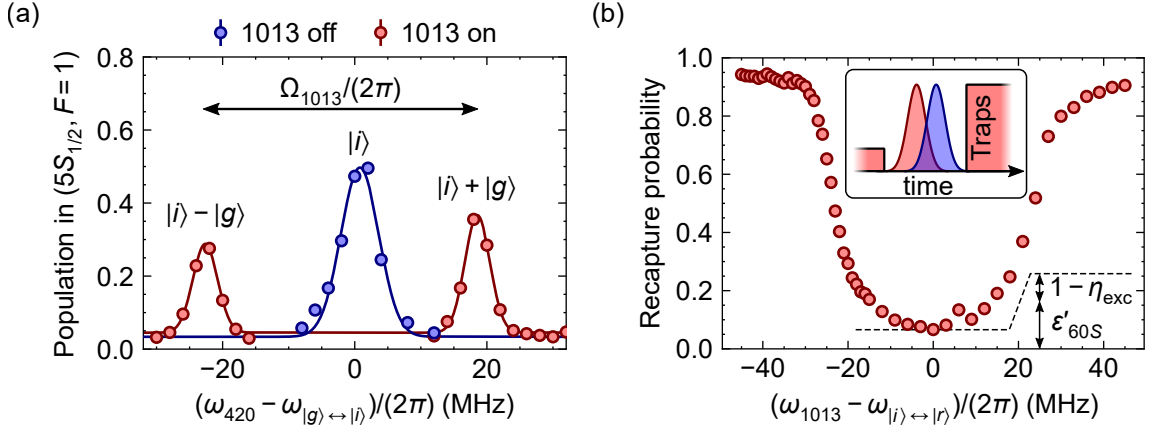 (a)
1013 off
1013 on
0.8
0.6
0.4
0.2
0.0
Population in (5S1/2, F = 1)
Ω1013/(2π)
|i⟩
|i⟩ − |g⟩
|i⟩ + |g⟩
−20
0
20
(ω420 − ω|g⟩↔|i⟩)/(2π) (MHz)
(b)
1.0
0.8
0.6
0.4
0.2
0.0
Recapture probability
Traps
time
1 − ηexc
ε′60S
−40
−20
0
20
40
(ω1013 − ω|i⟩↔|r⟩)/(2π) (MHz)